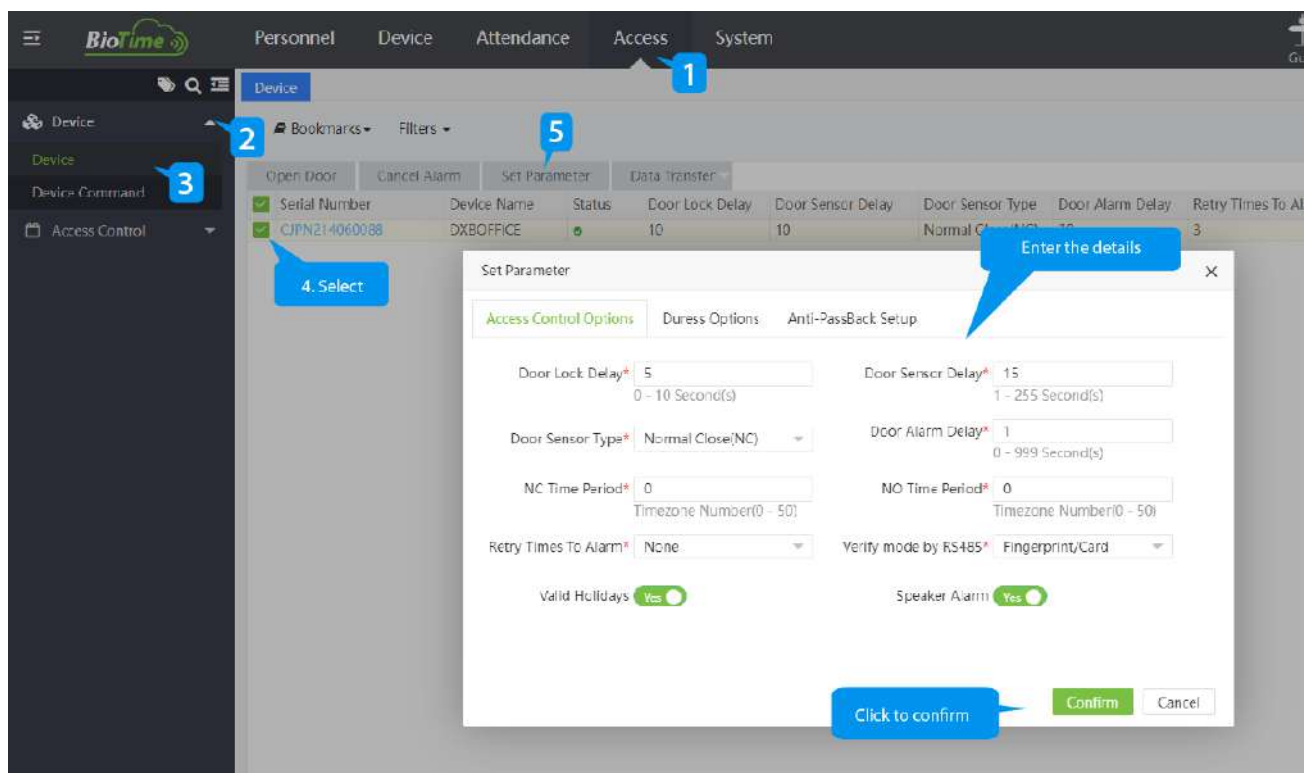 BioTime
Personnel Device Attendance Access System
Gu
1
Device
Device
2
Bookmarks Filters
5
Device
3
Open Door Cancel Alarm Set Parameter Data Transfer
Device Command
Serial Number Device Name Status Door Lock Delay Door Sensor Delay Door Sensor Type Door Alarm Delay Retry Times To Al
Access Control
CJPN214060088 DXBOFFICE 10 10 Normal 3
Enter the details
4. Select
Set Parameter
Access Control Options Duress Options Anti-PassBack Setup
Door Lock Delay* 5 Door Sensor Delay* 15
0 - 10 Second(s) 1 - 255 Second(s)
Door Sensor Type* Normal Close(NC) Door Alarm Delay* 1
0 - 999 Second(s)
NC Time Period* 0 NO Time Period* 0
Timezone Number(0 - 50) Timezone Number(0 - 50)
Retry Times To Alarm* None Verify mode by RS485* Fingerprint/Card
Valid Holidays Yes Speaker Alarm Yes
Click to confirm
Confirm Cancel